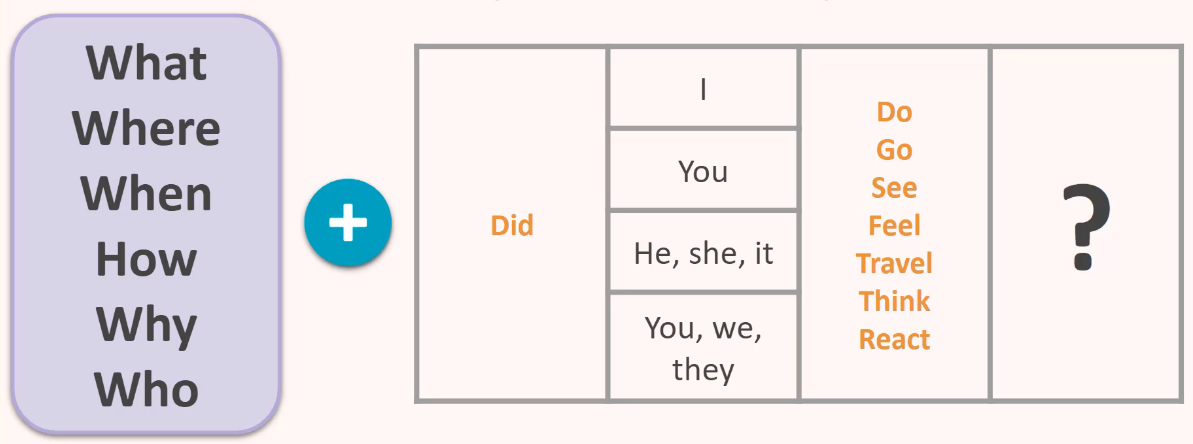 What
Where
When
How
Why
Who
+
Did
I
You
He, she, it
You, we,
they
Do
Go
See
Feel
Travel
Think
React
?